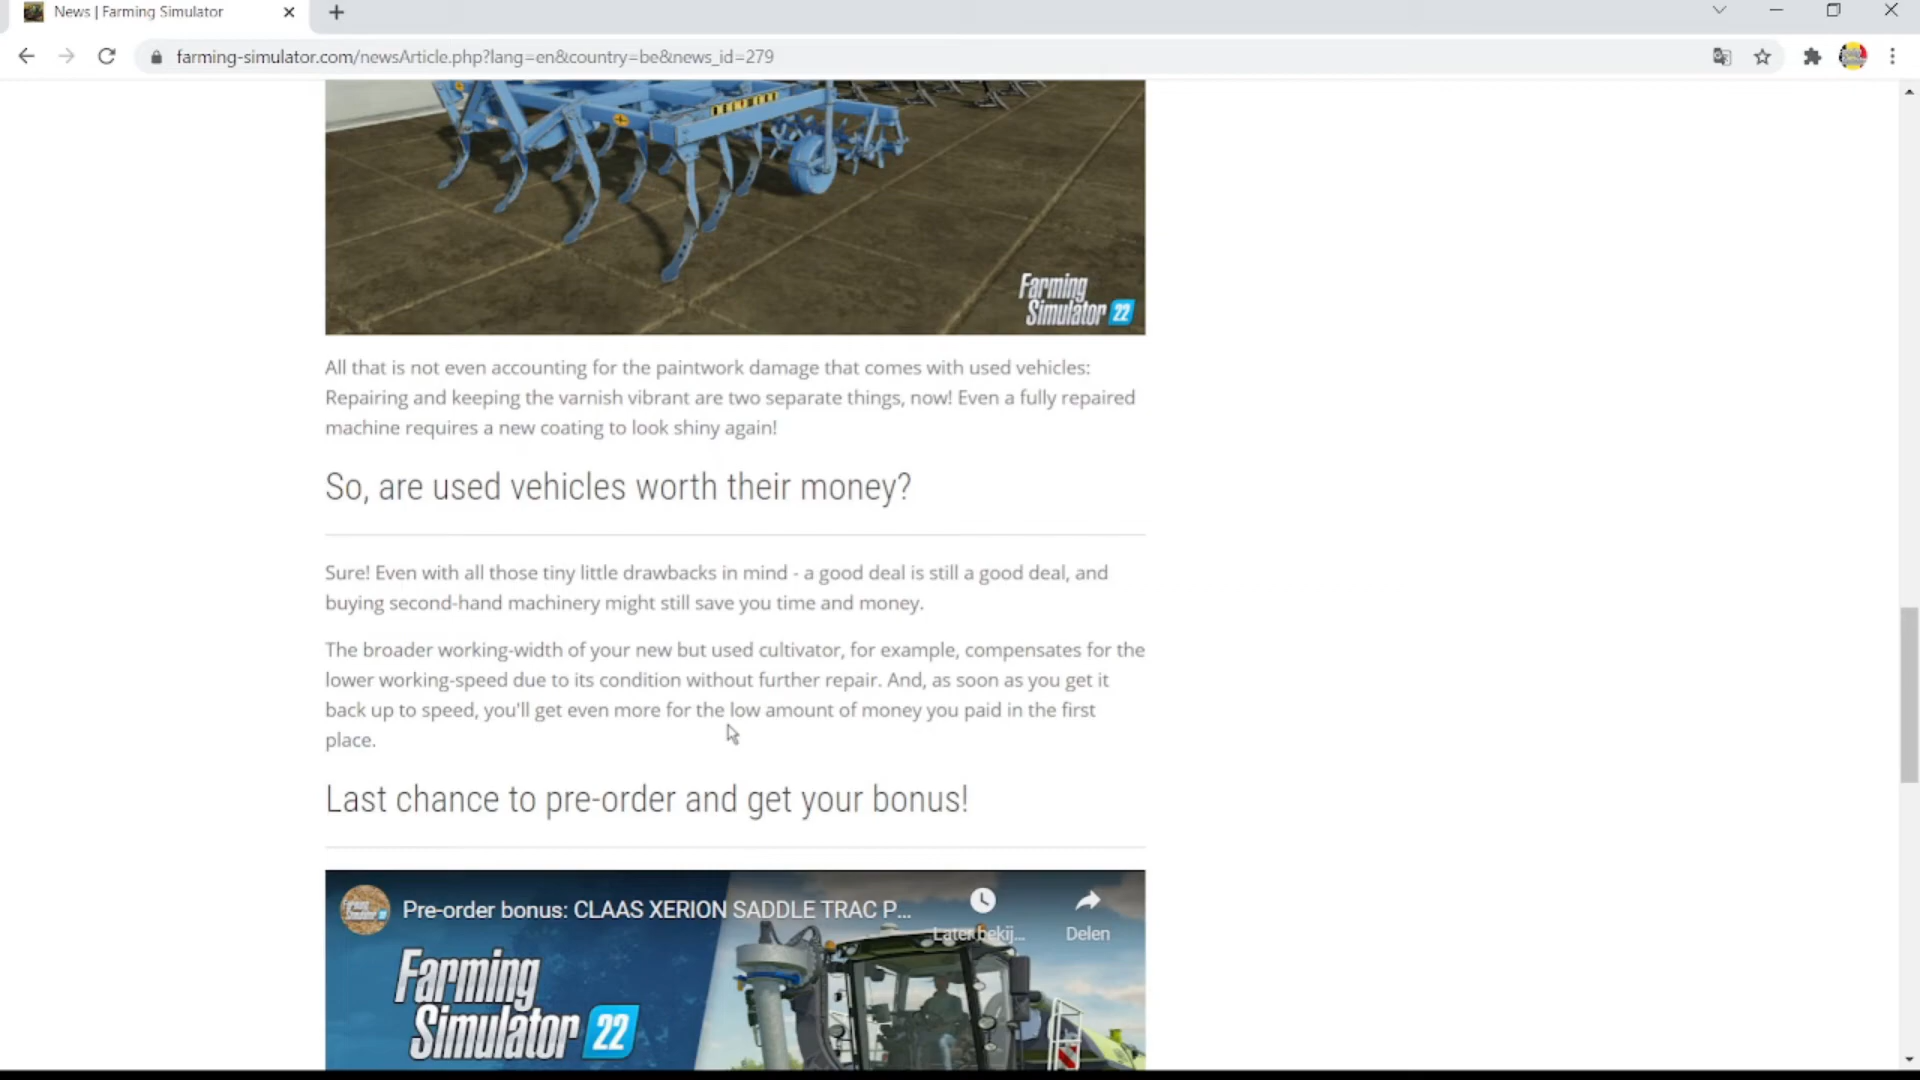 News | Farming Simulator
farming-simulator.com/newsArticle.php?lang=en&country=be&news_id=279
Farming
Simulator 22
All that is not even accounting for the paintwork damage that comes with used vehicles:
Repairing and keeping the varnish vibrant are two separate things, now! Even a fully repaired
machine requires a new coating to look shiny again!
So, are used vehicles worth their money?
Sure! Even with all those tiny little drawbacks in mind - a good deal is still a good deal, and
buying second-hand machinery might still save you time and money.
The broader working-width of your new but used cultivator, for example, compensates for the
lower working-speed due to its condition without further repair. And, as soon as you get it
back up to speed, you'll get even more for the low amount of money you paid in the first
place.
Last chance to pre-order and get your bonus!
Pre-order bonus: CLAAS XERION SADDLE TRAC P...
Later bekij...
Delen
Farming
Simulator 22